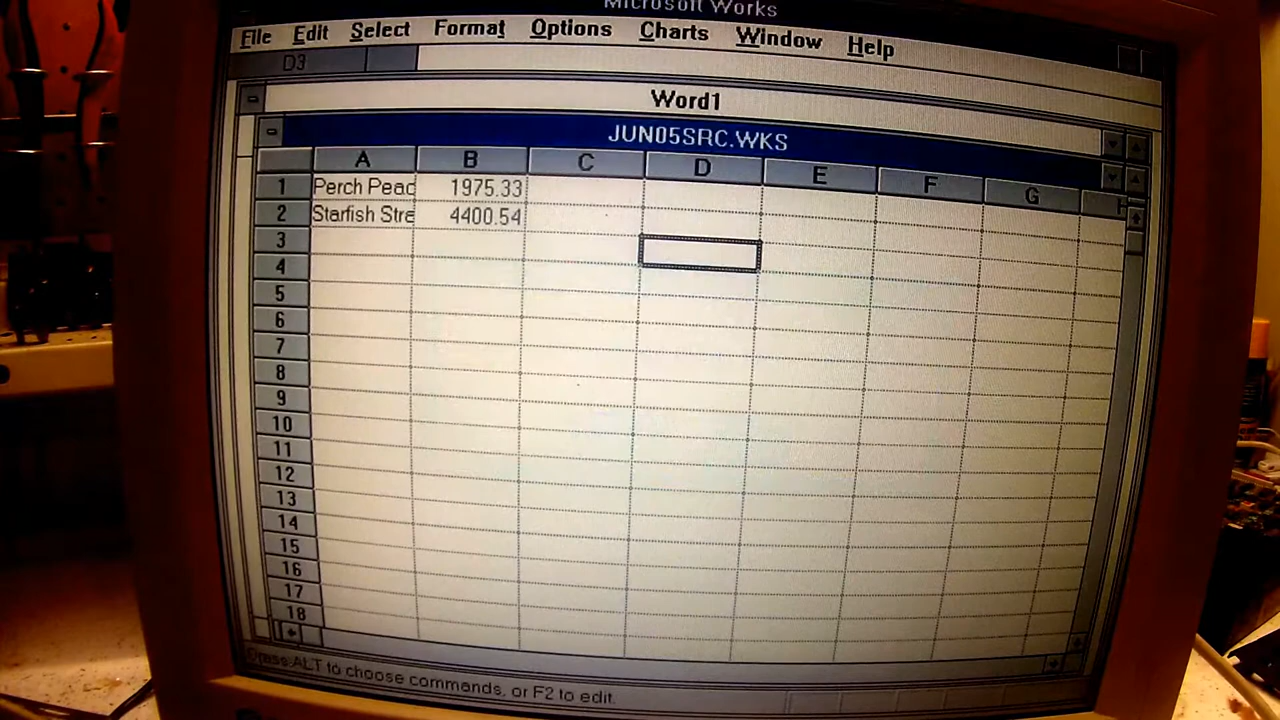 Microsoft Works
File Edit Select Format Options Charts Window Help
D3
Word1
JUN05SRC.WKS
A B C D E F G H
1 Perch Peac 1975.33
2 Starfish Stre 4400.54
3
4
5
6
7
8
9
10
11
12
13
14
15
16
17
18
Press ALT to choose commands, or F2 to edit.